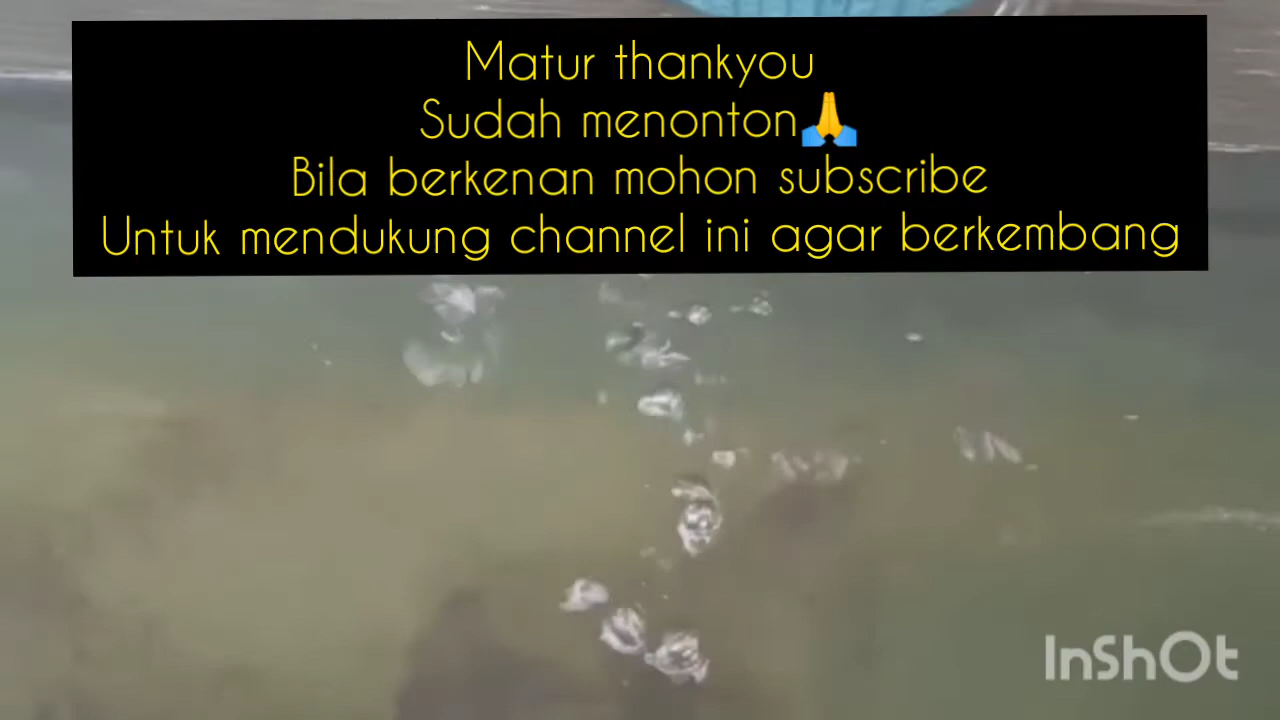 Matur thankyou
Sudah menonton🙏
Bila berkenan mohon subscribe
Untuk mendukung channel ini agar berkembang
InShOt